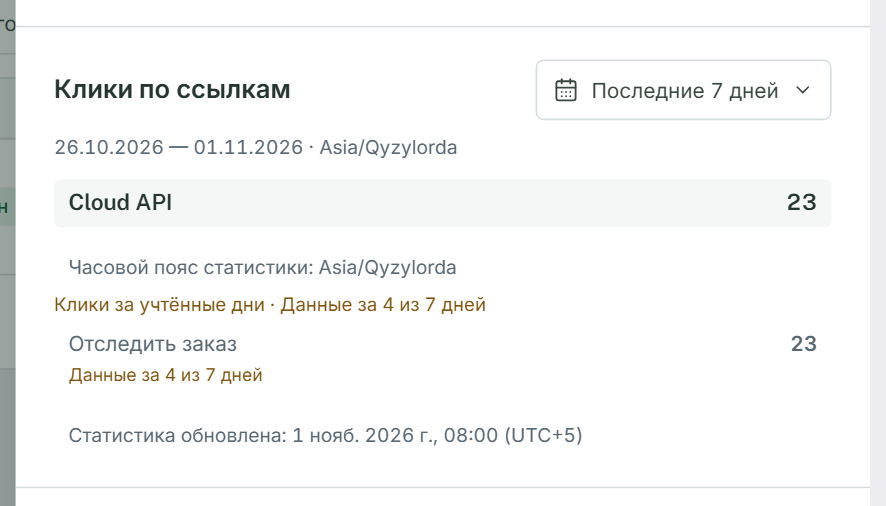 го
Клики по ссылкам
Последние 7 дней
26.10.2026 — 01.11.2026 · Asia/Qyzylorda
н
Cloud API 23
Часовой пояс статистики: Asia/Qyzylorda
Клики за учтённые дни · Данные за 4 из 7 дней
Отследить заказ 23
Данные за 4 из 7 дней
Статистика обновлена: 1 нояб. 2026 г., 08:00 (UTC+5)